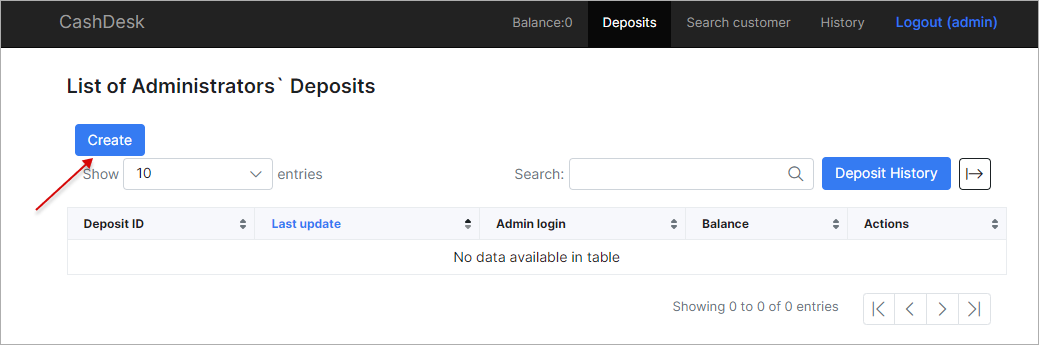 CashDesk Balance:0 Deposits Search customer History Logout (admin)
List of Administrators` Deposits
Create
Show 10 entries Search: Deposit History
Deposit ID Last update Admin login Balance Actions
No data available in table
Showing 0 to 0 of 0 entries